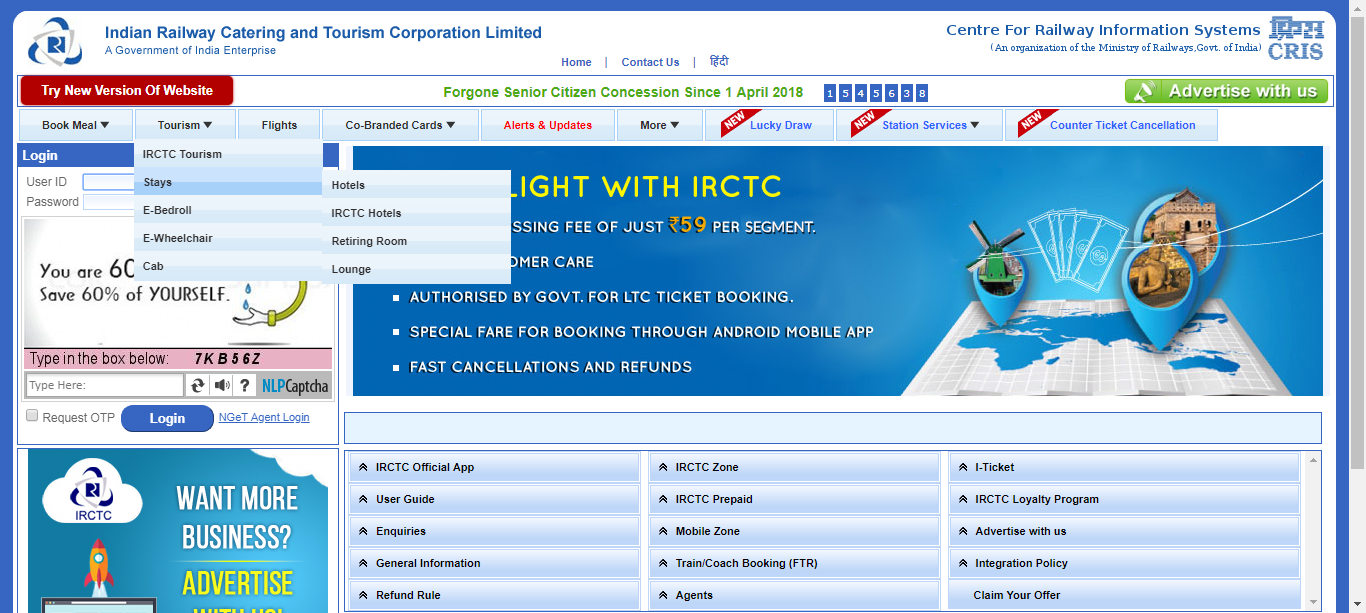 Indian Railway Catering and Tourism Corporation Limited
A Government of India Enterprise
Centre For Railway Information Systems
(An organization of the Ministry of Railways,Govt. of India)
CRIS
Home | Contact Us | हिंदी
Try New Version Of Website
Forgone Senior Citizen Concession Since 1 April 2018
1 5 4 5 6 3 8
Advertise with us
Book Meal
Tourism
Flights
Co-Branded Cards
Alerts & Updates
More
NEW Lucky Draw
NEW Station Services
NEW Counter Ticket Cancellation
Login
User ID
Password
IRCTC Tourism
Stays
E-Bedroll
E-Wheelchair
Cab
Hotels
IRCTC Hotels
Retiring Room
Lounge
You are 60
Save 60% of YOURSELF.
Type in the box below: 7KB56Z
Type Here:
?
NLPCaptcha
Request OTP
Login
NGeT Agent Login
LIGHT WITH IRCTC
SSING FEE OF JUST ₹59 PER SEGMENT.
OMER CARE
AUTHORISED BY GOVT. FOR LTC TICKET BOOKING.
SPECIAL FARE FOR BOOKING THROUGH ANDROID MOBILE APP
FAST CANCELLATIONS AND REFUNDS
IRCTC
WANT MORE
BUSINESS?
ADVERTISE
WITH US!
IRCTC Official App
IRCTC Zone
I-Ticket
User Guide
IRCTC Prepaid
IRCTC Loyalty Program
Enquiries
Mobile Zone
Advertise with us
General Information
Train/Coach Booking (FTR)
Integration Policy
Refund Rule
Agents
Claim Your Offer